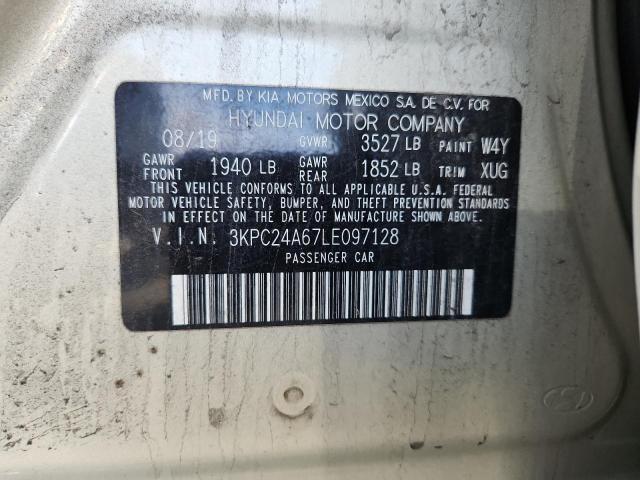 MFD. BY KIA MOTORS MEXICO S.A. DE C.V. FOR
HYUNDAI MOTOR COMPANY
08/19 GVWR 3527 LB PAINT W4Y
GAWR FRONT 1940 LB GAWR REAR 1852 LB TRIM XUG
THIS VEHICLE CONFORMS TO ALL APPLICABLE U.S.A. FEDERAL
MOTOR VEHICLE SAFETY, BUMPER, AND THEFT PREVENTION STANDARDS
IN EFFECT ON THE DATE OF MANUFACTURE SHOWN ABOVE.
V.I.N. 3KPC24A67LE097128
PASSENGER CAR